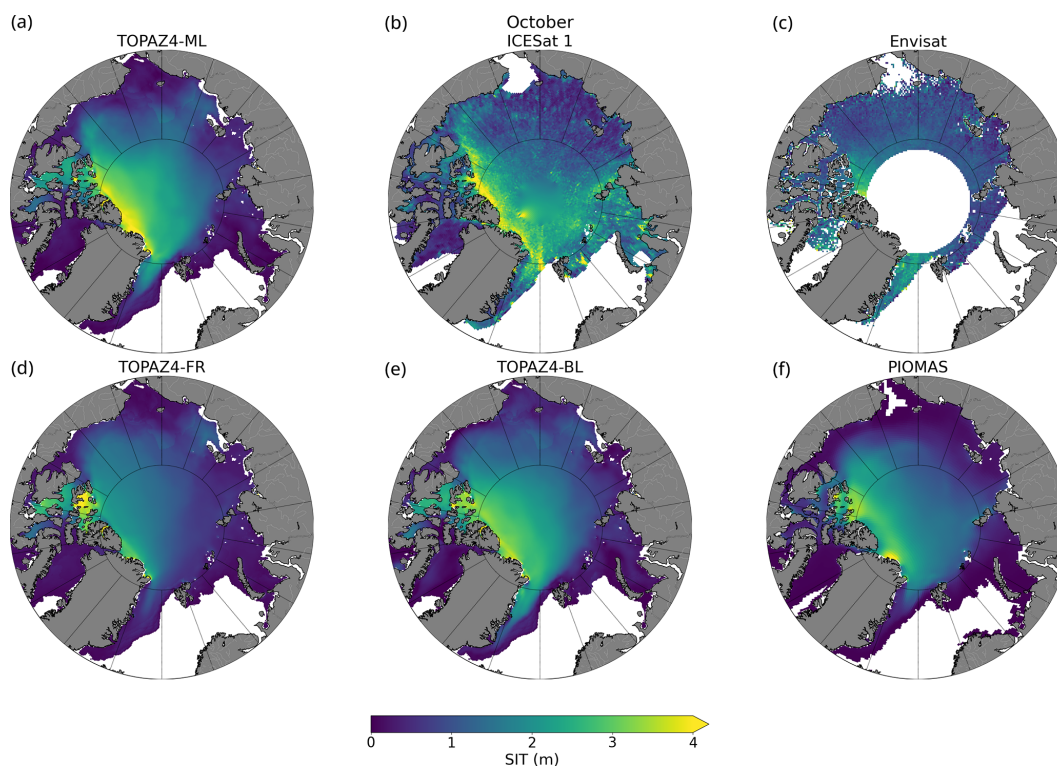 (a)
TOPAZ4-ML
(b)
October
ICESat 1
(c)
Envisat
(d)
TOPAZ4-FR
(e)
TOPAZ4-BL
(f)
PIOMAS
0 1 2 3 4
SIT (m)